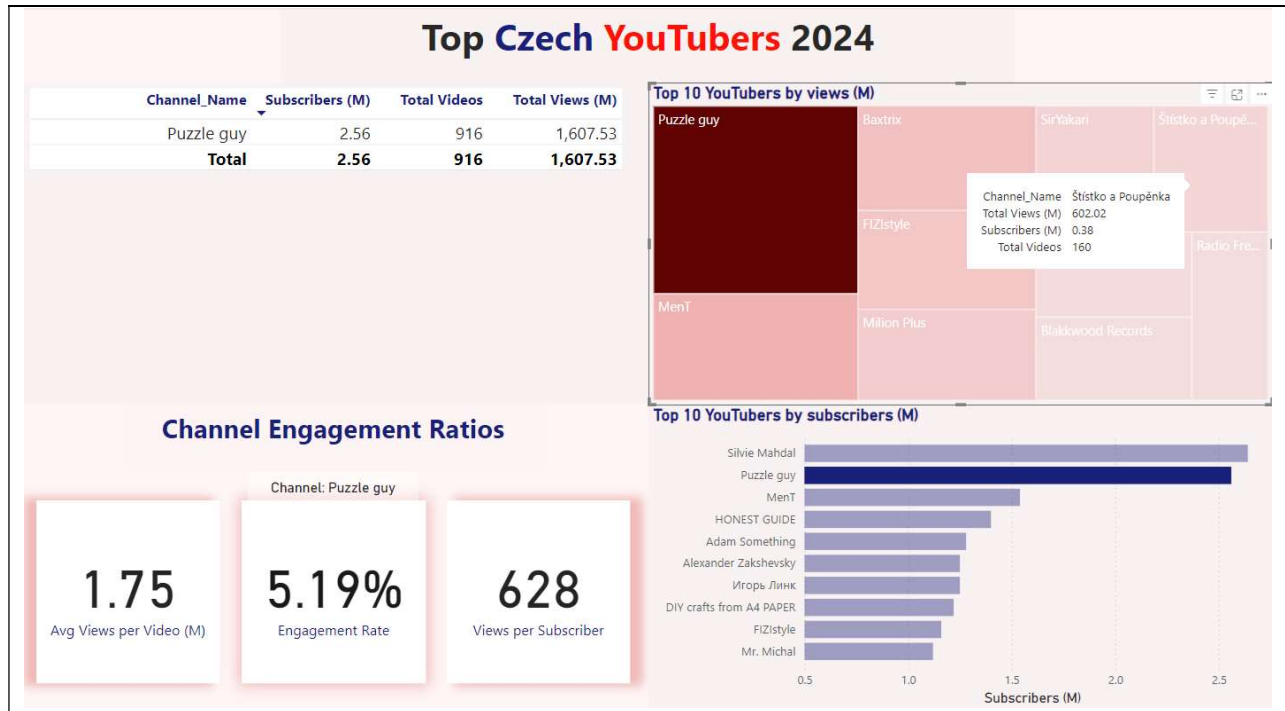 Top Czech YouTubers 2024
Channel_Name Subscribers (M) Total Videos Total Views (M)
Puzzle guy 2.56 916 1,607.53
Total 2.56 916 1,607.53
Top 10 YouTubers by views (M)
Puzzle guy
Baxtrix
SirYakari
Štístko a Poupě...
Channel_Name Štístko a Poupěnka
Total Views (M) 602.02
Subscribers (M) 0.38
Total Videos 160
FIZIstyle
Radio Fre...
MenT
Milion Plus
Blakkwood Records
Channel Engagement Ratios
Channel: Puzzle guy
1.75
Avg Views per Video (M)
5.19%
Engagement Rate
628
Views per Subscriber
Top 10 YouTubers by subscribers (M)
Silvie Mahdal
Puzzle guy
MenT
HONEST GUIDE
Adam Something
Alexander Zakshevsky
Игорь Линк
DIY crafts from A4 PAPER
FIZIstyle
Mr. Michal
0.5 1.0 1.5 2.0 2.5
Subscribers (M)